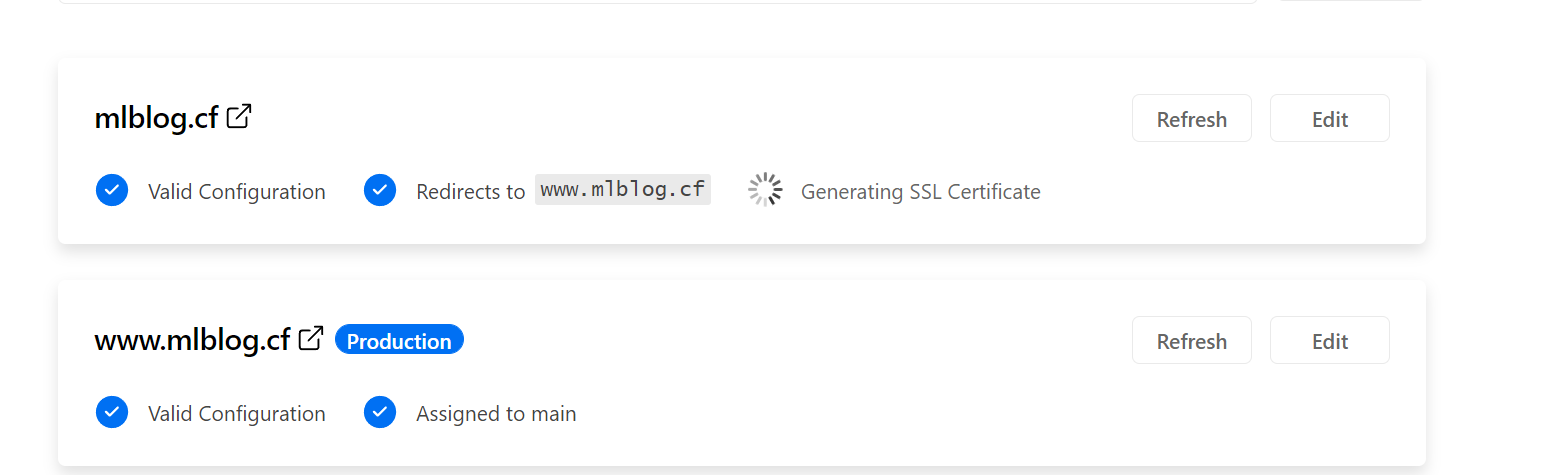 mlblog.cf Refresh Edit
Valid Configuration Redirects to www.mlblog.cf Generating SSL Certificate
www.mlblog.cf Production Refresh Edit
Valid Configuration Assigned to main